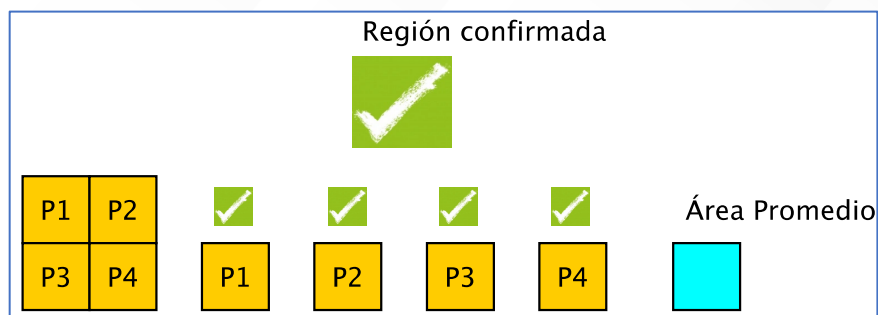 Región confirmada
P1 P2
Área Promedio
P3 P4 P1 P2 P3 P4